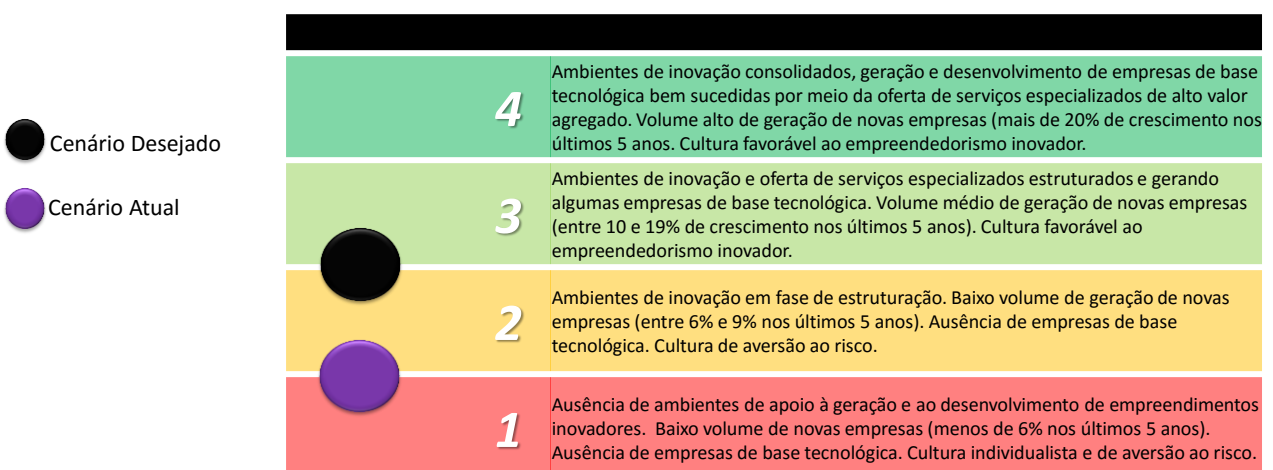 Cenário Desejado
Cenário Atual
4
Ambientes de inovação consolidados, geração e desenvolvimento de empresas de base
tecnológica bem sucedidas por meio da oferta de serviços especializados de alto valor
agregado. Volume alto de geração de novas empresas (mais de 20% de crescimento nos
últimos 5 anos. Cultura favorável ao empreendedorismo inovador.
3
Ambientes de inovação e oferta de serviços especializados estruturados e gerando
algumas empresas de base tecnológica. Volume médio de geração de novas empresas
(entre 10 e 19% de crescimento nos últimos 5 anos). Cultura favorável ao
empreendedorismo inovador.
2
Ambientes de inovação em fase de estruturação. Baixo volume de geração de novas
empresas (entre 6% e 9% nos últimos 5 anos). Ausência de empresas de base
tecnológica. Cultura de aversão ao risco.
1
Ausência de ambientes de apoio à geração e ao desenvolvimento de empreendimentos
inovadores. Baixo volume de novas empresas (menos de 6% nos últimos 5 anos).
Ausência de empresas de base tecnológica. Cultura individualista e de aversão ao risco.